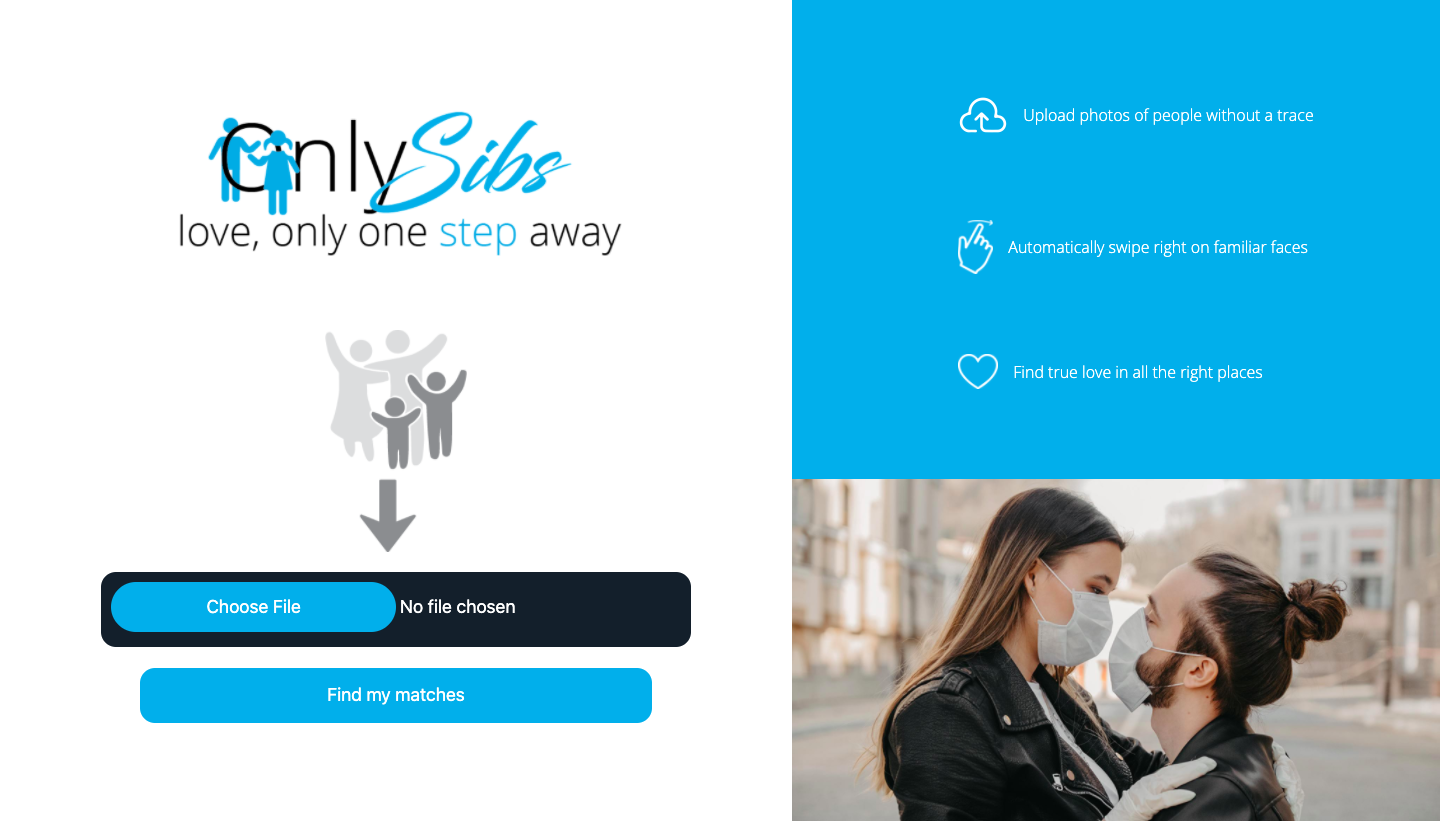 OnlySibs
love, only one step away
Choose File No file chosen
Find my matches
Upload photos of people without a trace
Automatically swipe right on familiar faces
Find true love in all the right places